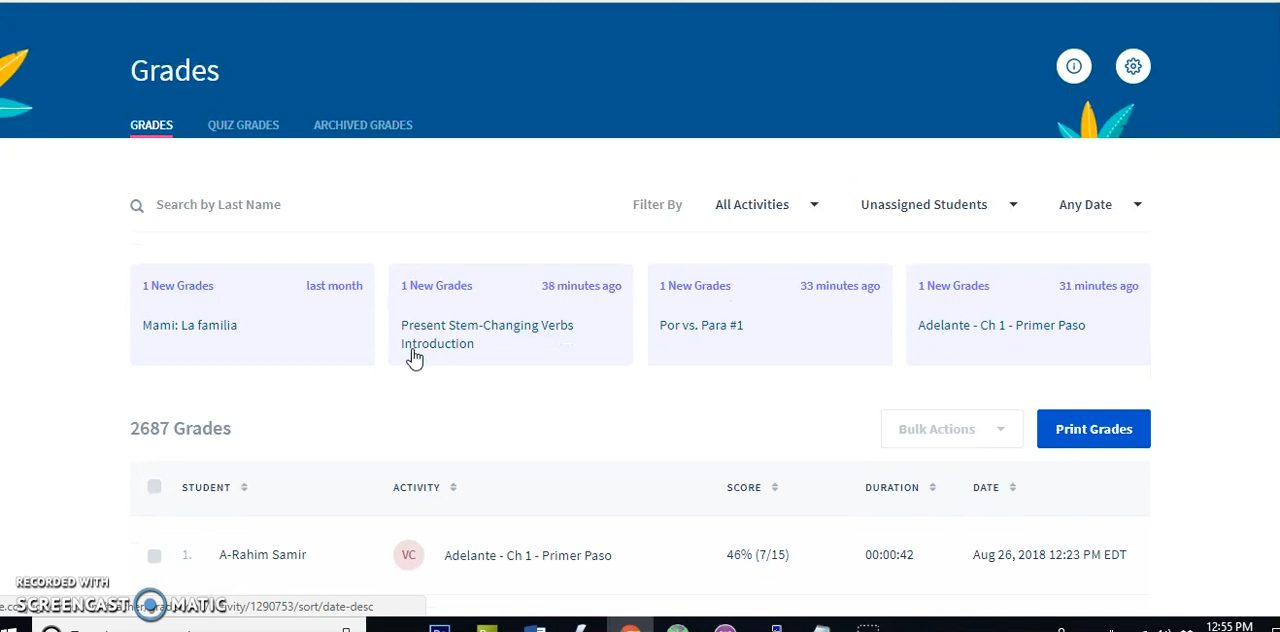 Grades
GRADES QUIZ GRADES ARCHIVED GRADES
Search by Last Name Filter By All Activities Unassigned Students Any Date
1 New Grades last month
Mami: La familia
1 New Grades 38 minutes ago
Present Stem-Changing Verbs
Introduction
1 New Grades 33 minutes ago
Por vs. Para #1
1 New Grades 31 minutes ago
Adelante - Ch 1 - Primer Paso
2687 Grades Bulk Actions Print Grades
STUDENT ACTIVITY SCORE DURATION DATE
1. A-Rahim Samir VC Adelante - Ch 1 - Primer Paso 46% (7/15) 00:00:42 Aug 26, 2018 12:23 PM EDT
RECORDED WITH
SCREENCAST MATIC
ivity/1290753/sort/date-desc
12:55 PM